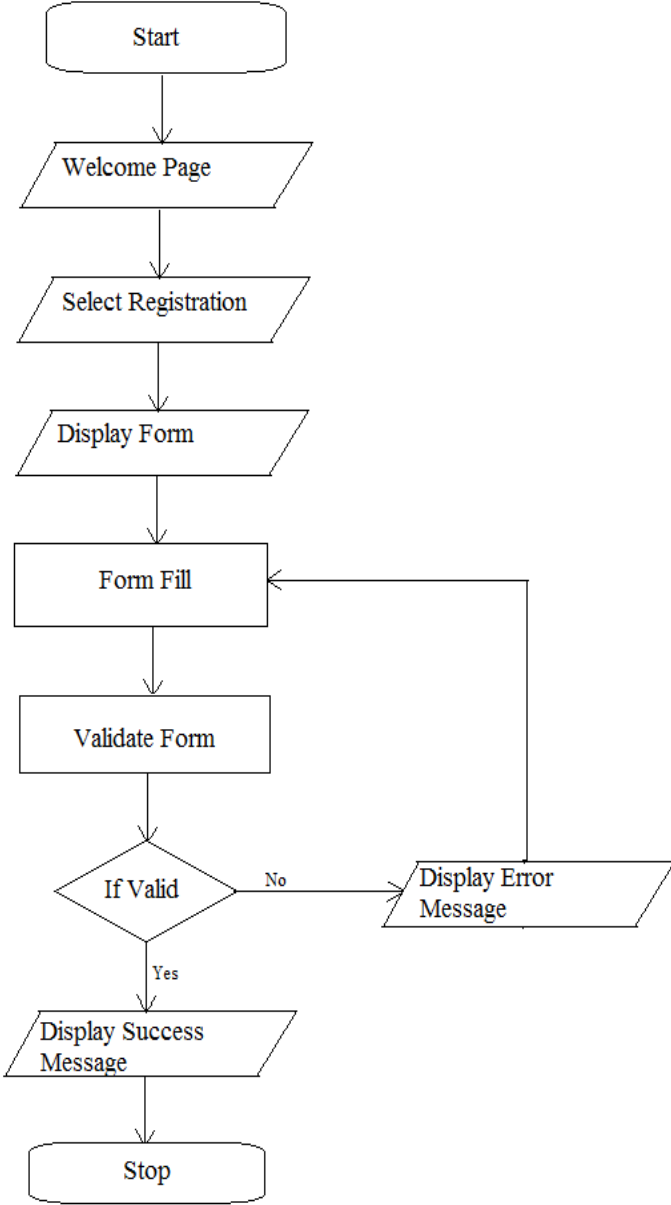 Start
Welcome Page
Select Registration
Display Form
Form Fill
Validate Form
If Valid
No
Display Error
Message
Yes
Display Success
Message
Stop